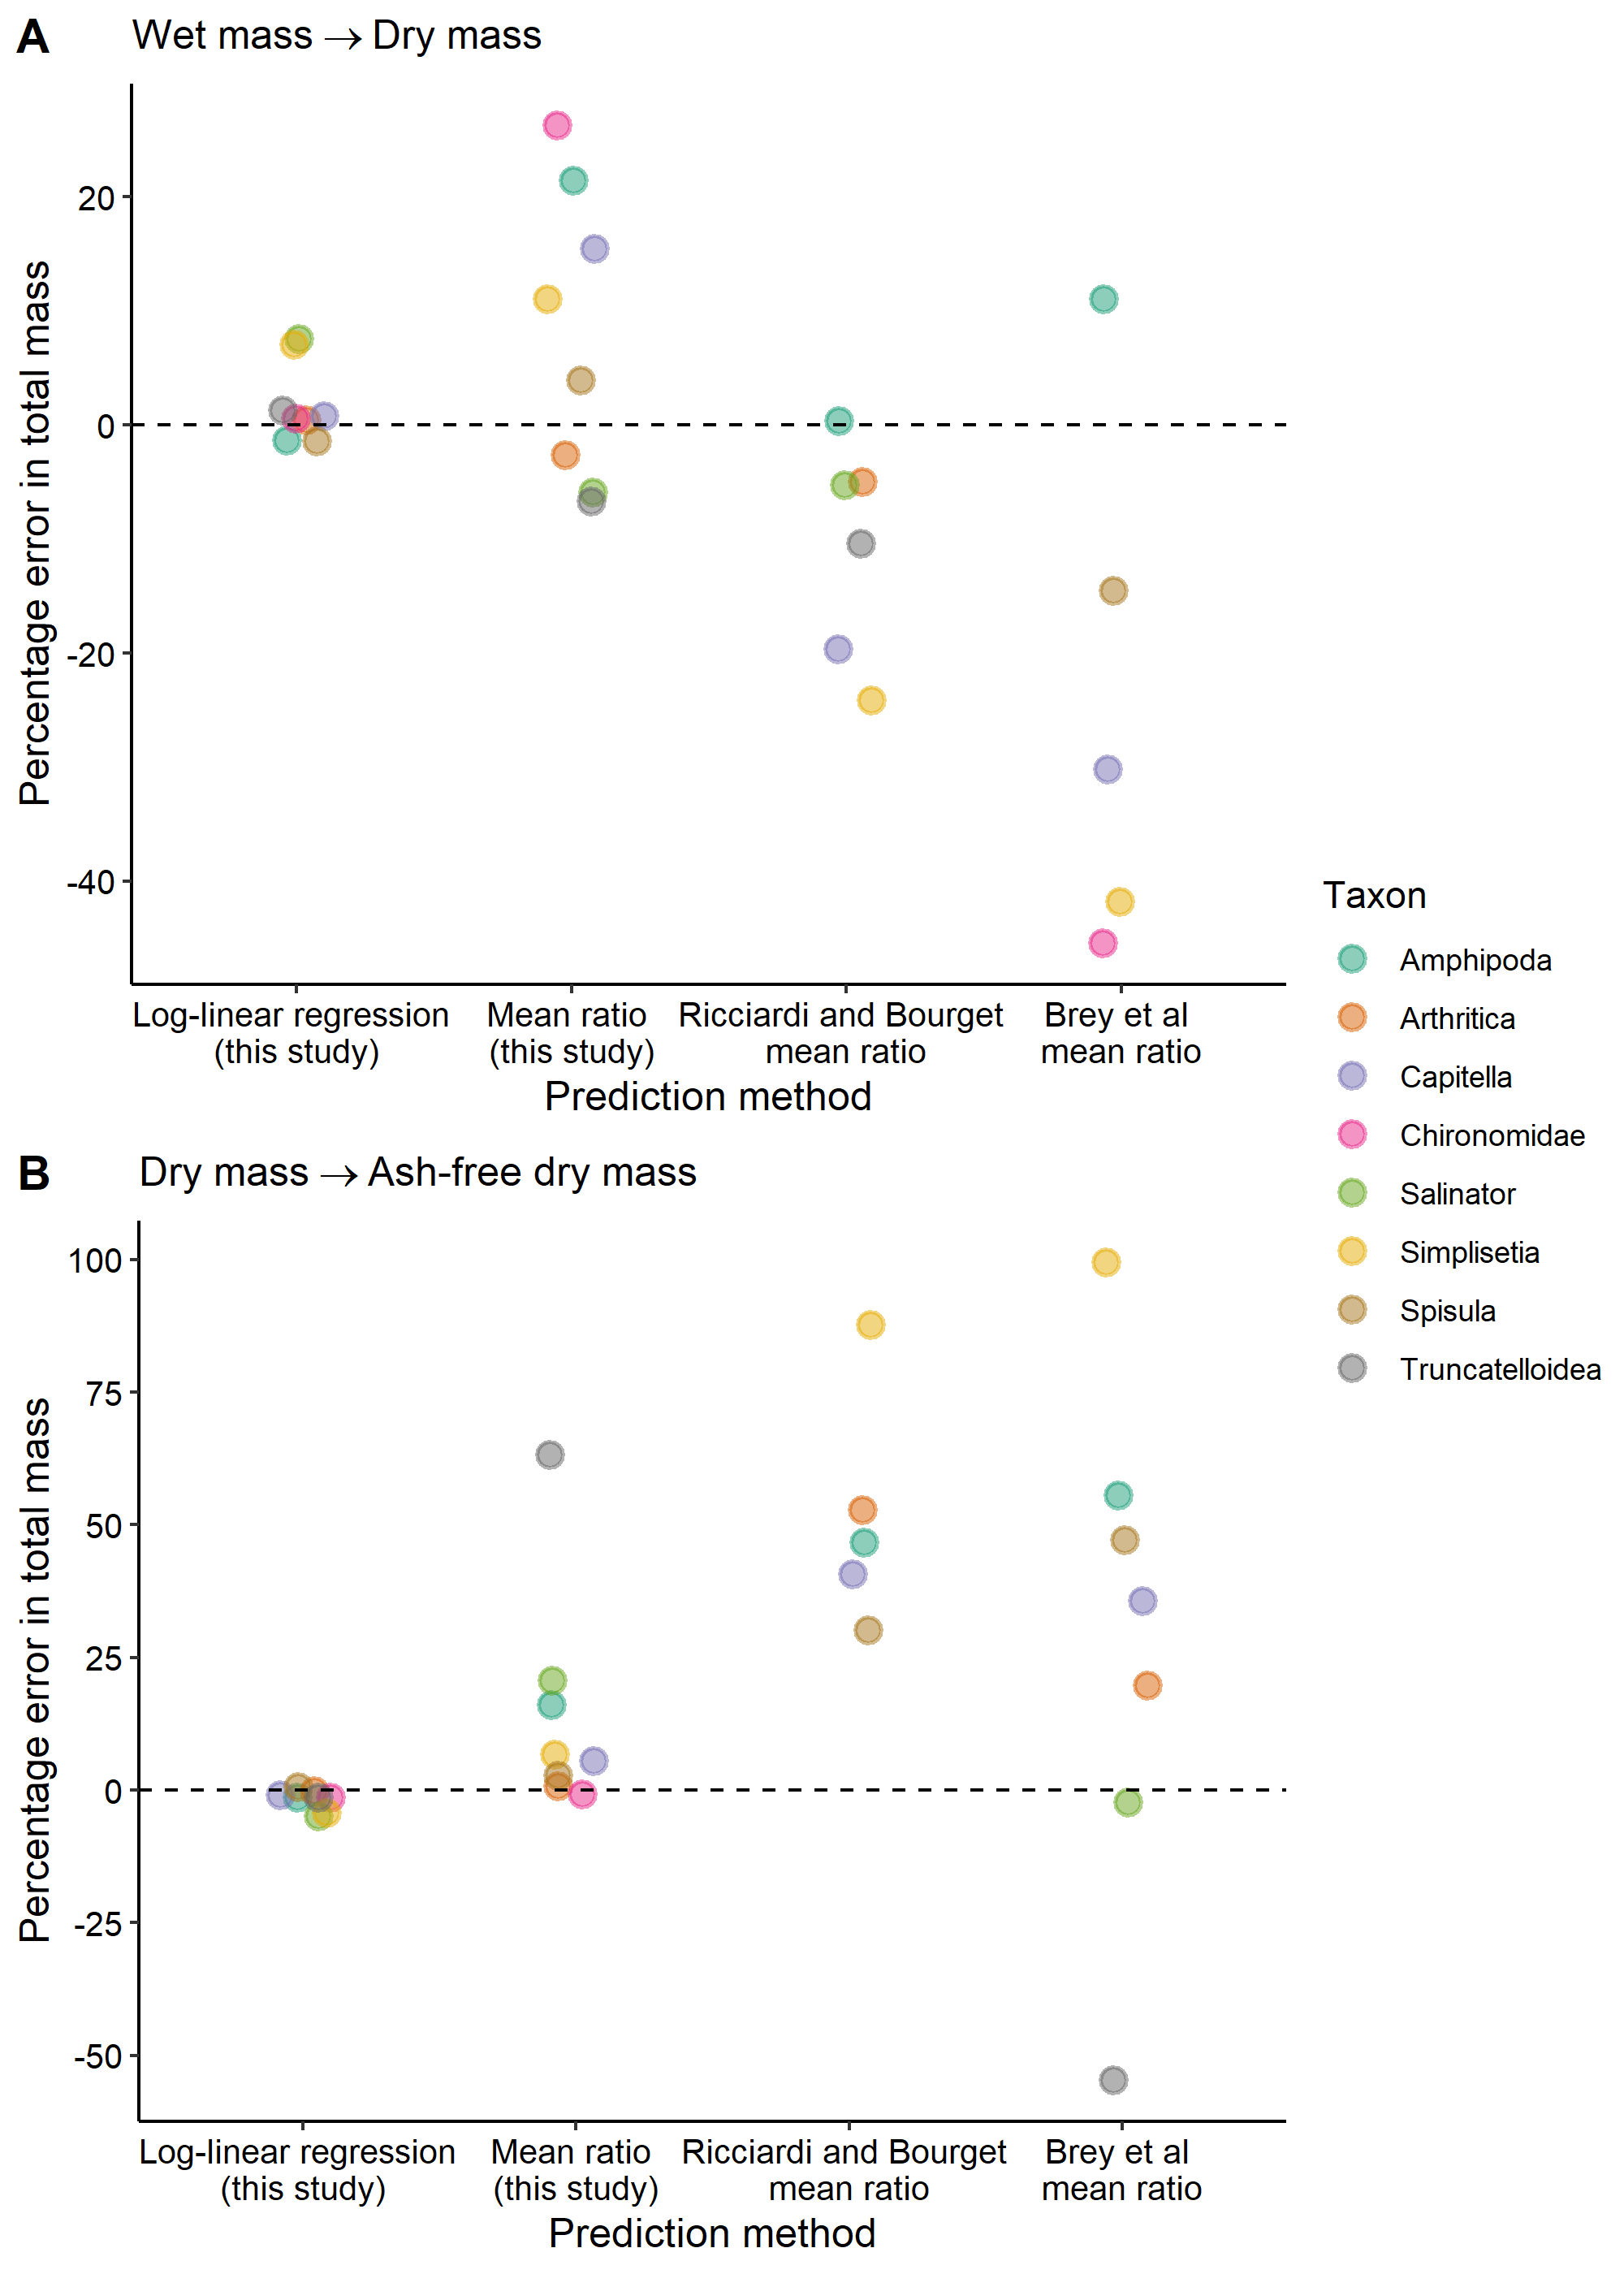 A
Wet mass → Dry mass
Percentage error in total mass
20
0
-20
-40
Log-linear regression
(this study)
Mean ratio
(this study)
Ricciardi and Bourget
mean ratio
Brey et al
mean ratio
Prediction method
Taxon
Amphipoda
Arthritica
Capitella
Chironomidae
Salinator
Simplisetia
Spisula
Truncatelloidea
B
Dry mass → Ash-free dry mass
Percentage error in total mass
100
75
50
25
0
-25
-50
Log-linear regression
(this study)
Mean ratio
(this study)
Ricciardi and Bourget
mean ratio
Brey et al
mean ratio
Prediction method